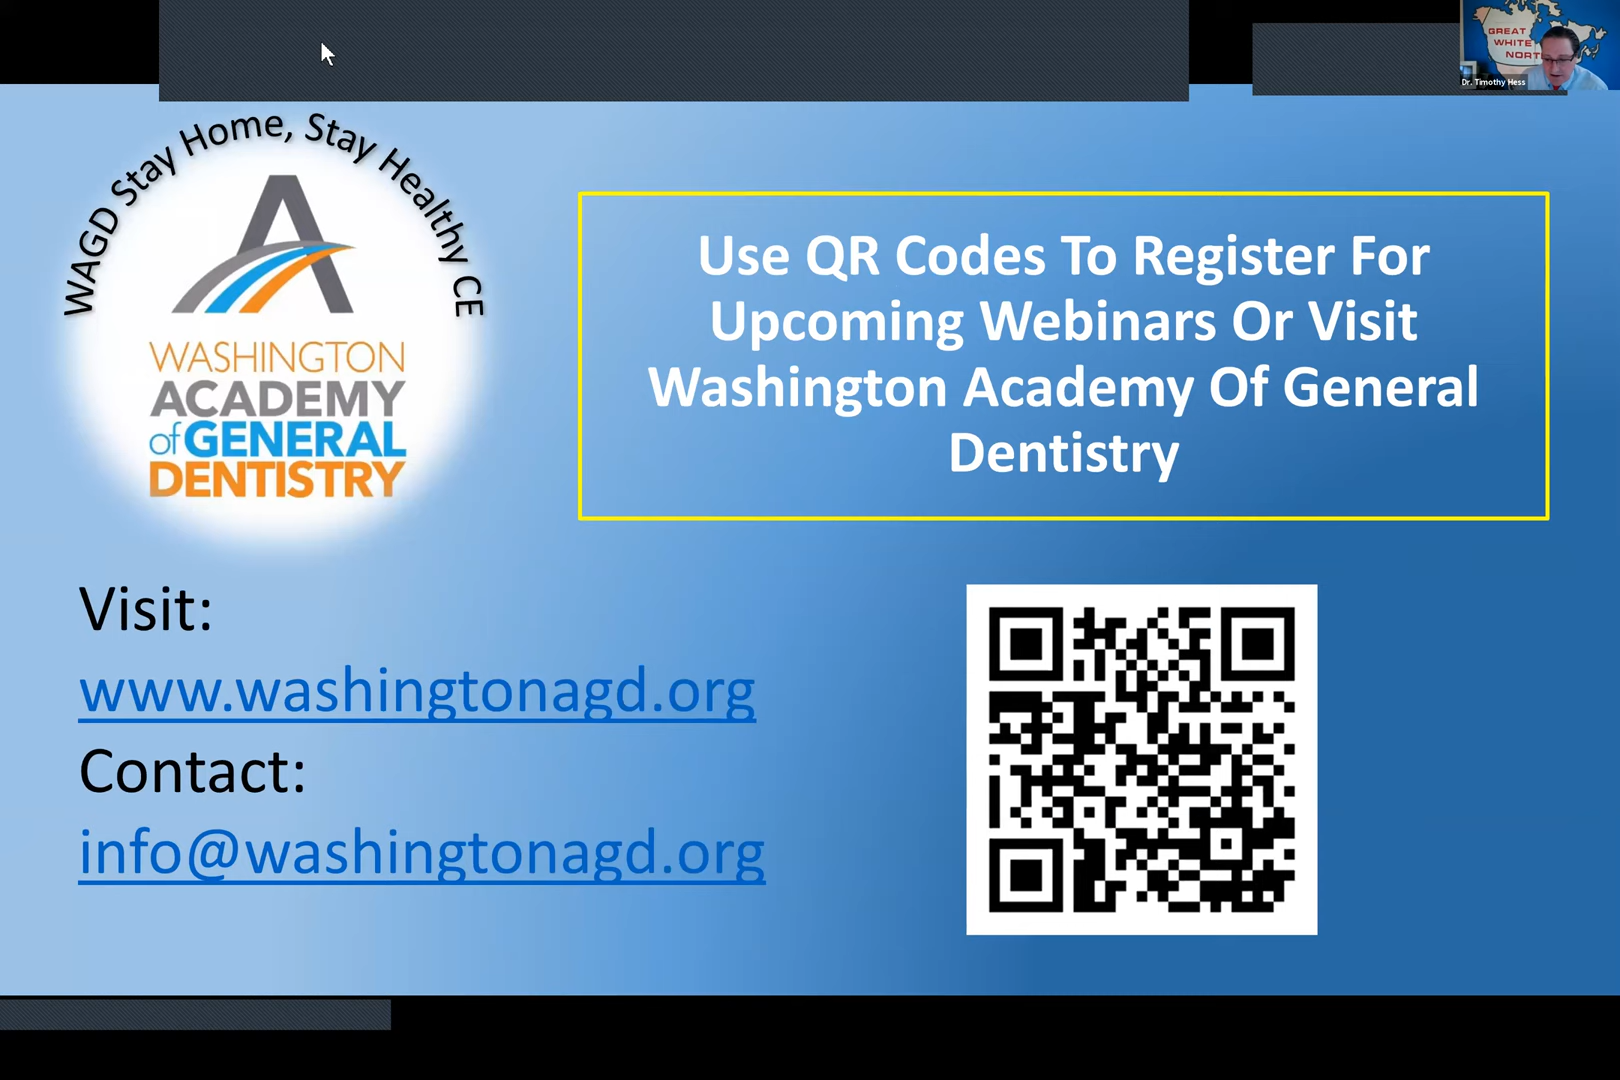 GREAT
WHITE
NORT
Dr. Timothy Hess
WAGD Stay Home, Stay Healthy CE
WASHINGTON
ACADEMY
of GENERAL
DENTISTRY
Use QR Codes To Register For
Upcoming Webinars Or Visit
Washington Academy Of General
Dentistry
Visit:
www.washingtonagd.org
Contact:
info@washingtonagd.org